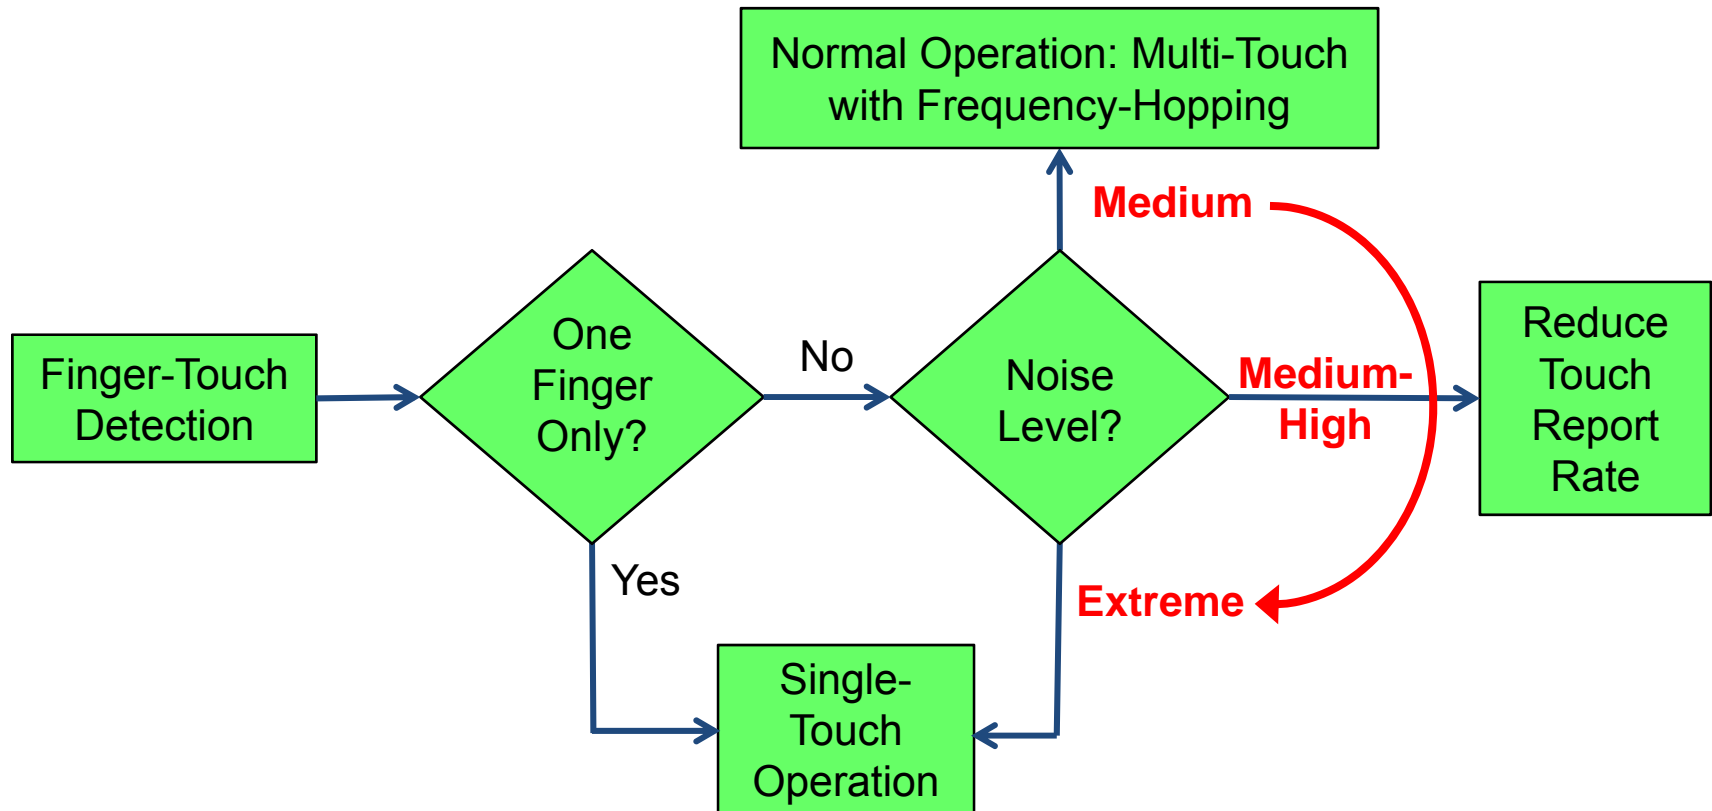 Normal Operation: Multi-Touch
with Frequency-Hopping
Medium
Finger-Touch
Detection
One
Finger
Only?
No
Noise
Level?
Medium-
High
Reduce
Touch
Report
Rate
Yes
Extreme
Single-
Touch
Operation